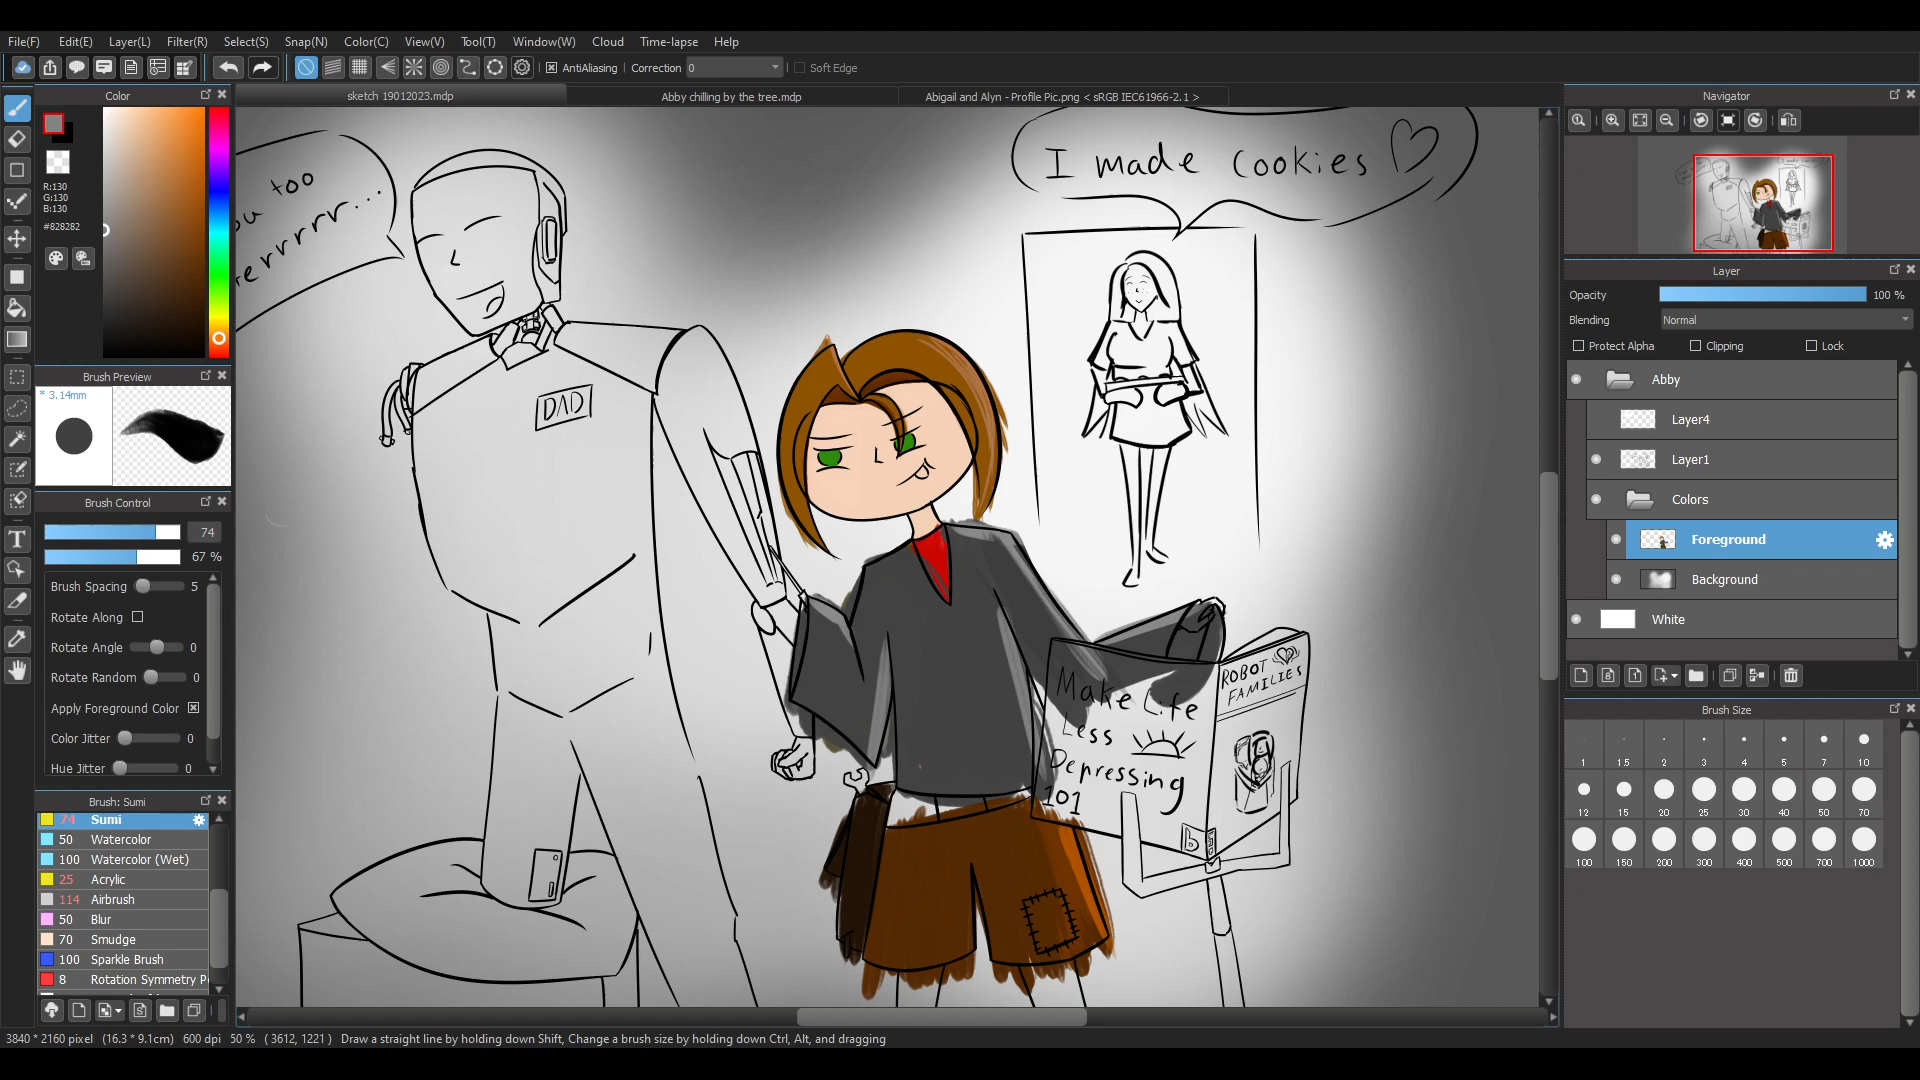 File(F) Edit(E) Layer(L) Filter(R) Select(S) Snap(N) Color(C) View(V) Tool(T) Window(W) Cloud Time-lapse Help
AntiAliasing Correction 0 Soft Edge
Color
sketch 19012023.mdp
Abby chilling by the tree.mdp
Abigail and Alyn - Profile Pic.png < sRGB IEC61966-2.1 >
R:130
G:130
B:130
#828282
Brush Preview
* 3.14mm
Brush Control
74
67 %
Brush Spacing 5
Rotate Along
Rotate Angle 0
Rotate Random 0
Apply Foreground Color
Color Jitter 0
Hue Jitter 0
Brush: Sumi
74 Sumi
50 Watercolor
100 Watercolor (Wet)
25 Acrylic
114 Airbrush
50 Blur
70 Smudge
100 Sparkle Brush
8 Rotation Symmetry P
too
I made Cookies
DAD
Make Life
Less
Depressing
101
ROBOT
FAMILIES
Navigator
Layer
Opacity 100 %
Blending Normal
Protect Alpha Clipping Lock
Abby
Layer4
Layer1
Colors
Foreground
Background
White
Brush Size
1 1.5 2 3 4 5 7 10
12 15 20 25 30 40 50 70
100 150 200 300 400 500 700 1000
3840 * 2160 pixel (16.3 * 9.1cm) 600 dpi 50 % ( 3612, 1221 ) Draw a straight line by holding down Shift, Change a brush size by holding down Ctrl, Alt, and dragging